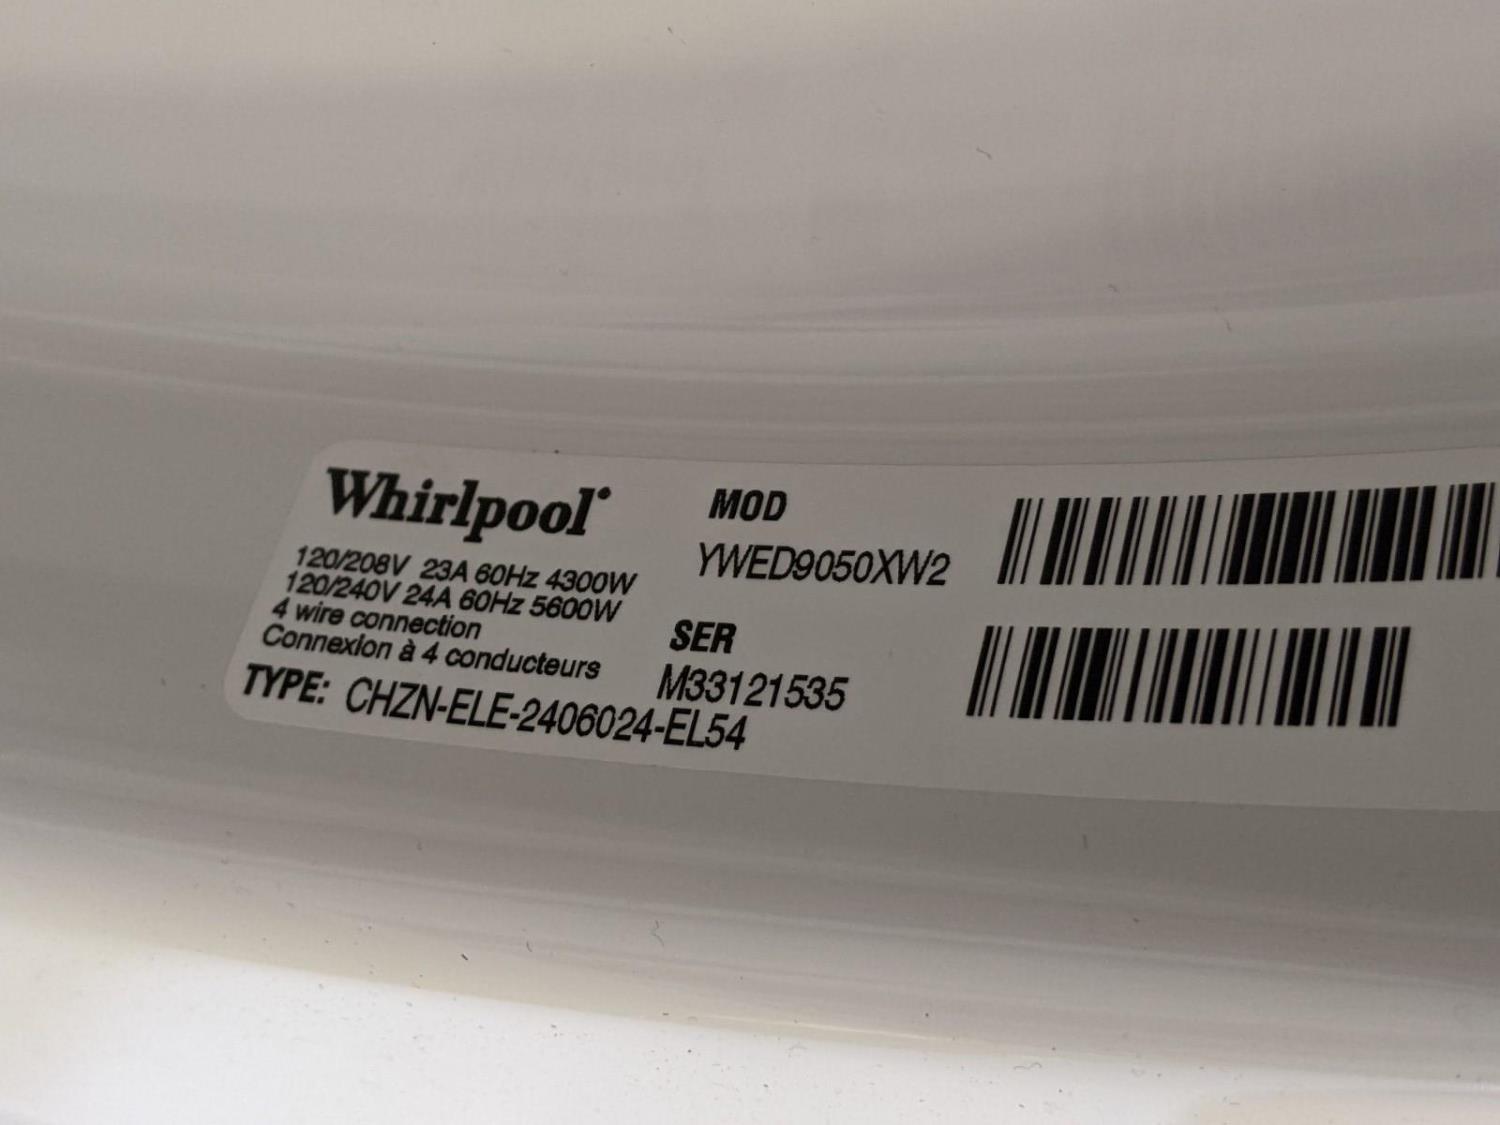 Whirlpool
120/208V 23A 60Hz 4300W
120/240V 24A 60Hz 5600W
4 wire connection
Connexion à 4 conducteurs
TYPE: CHZN-ELE-2406024-EL54
MOD
YWED9050XW2
SER
M33121535